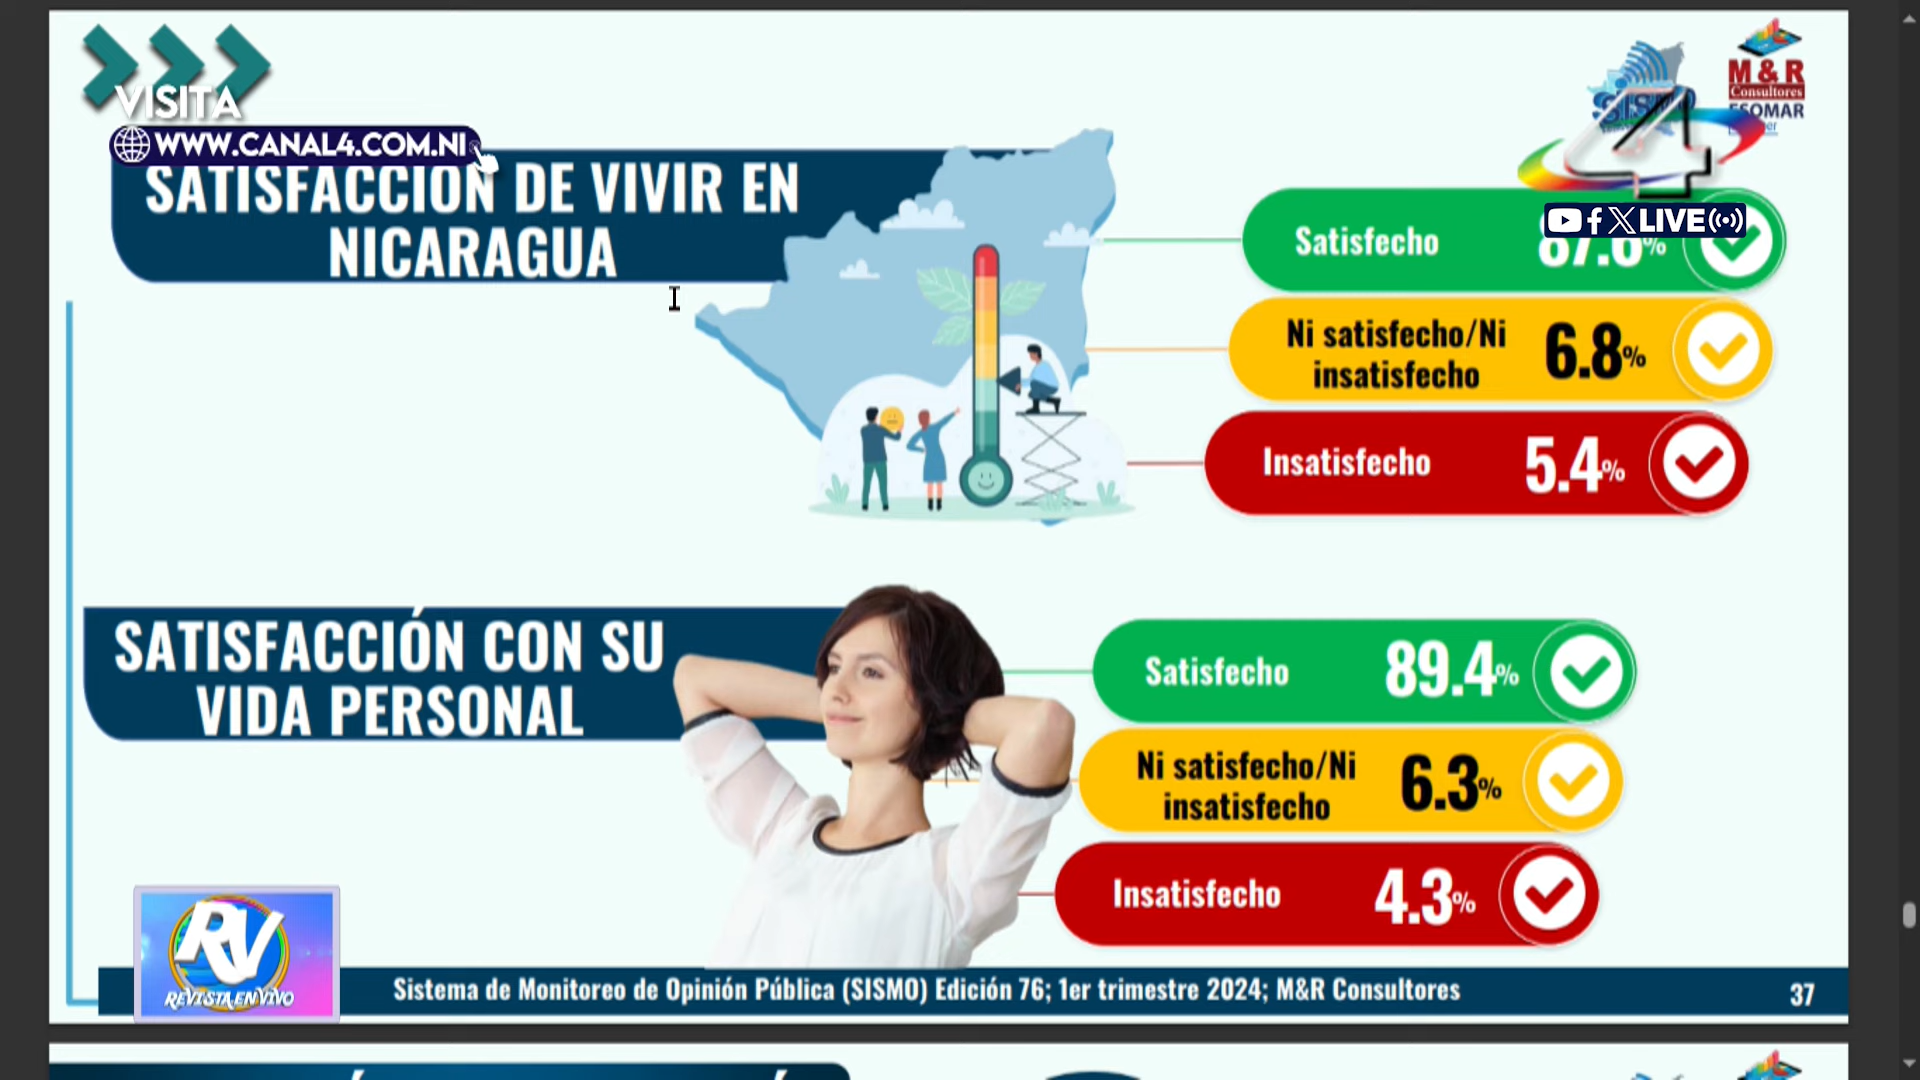 VISITA
WWW.CANAL4.COM.NI
SATISFACCIÓN DE VIVIR EN
NICARAGUA
M&R
Consultores
ESOMAR
4
LIVE
Satisfecho
Ni satisfecho/Ni
insatisfecho
6.8%
Insatisfecho
5.4%
SATISFACCIÓN CON SU
VIDA PERSONAL
Satisfecho
89.4%
Ni satisfecho/Ni
insatisfecho
6.3%
Insatisfecho
4.3%
RV
REVISTA EN VIVO
Sistema de Monitoreo de Opinión Pública (SISMO) Edición 76; 1er trimestre 2024; M&R Consultores
37